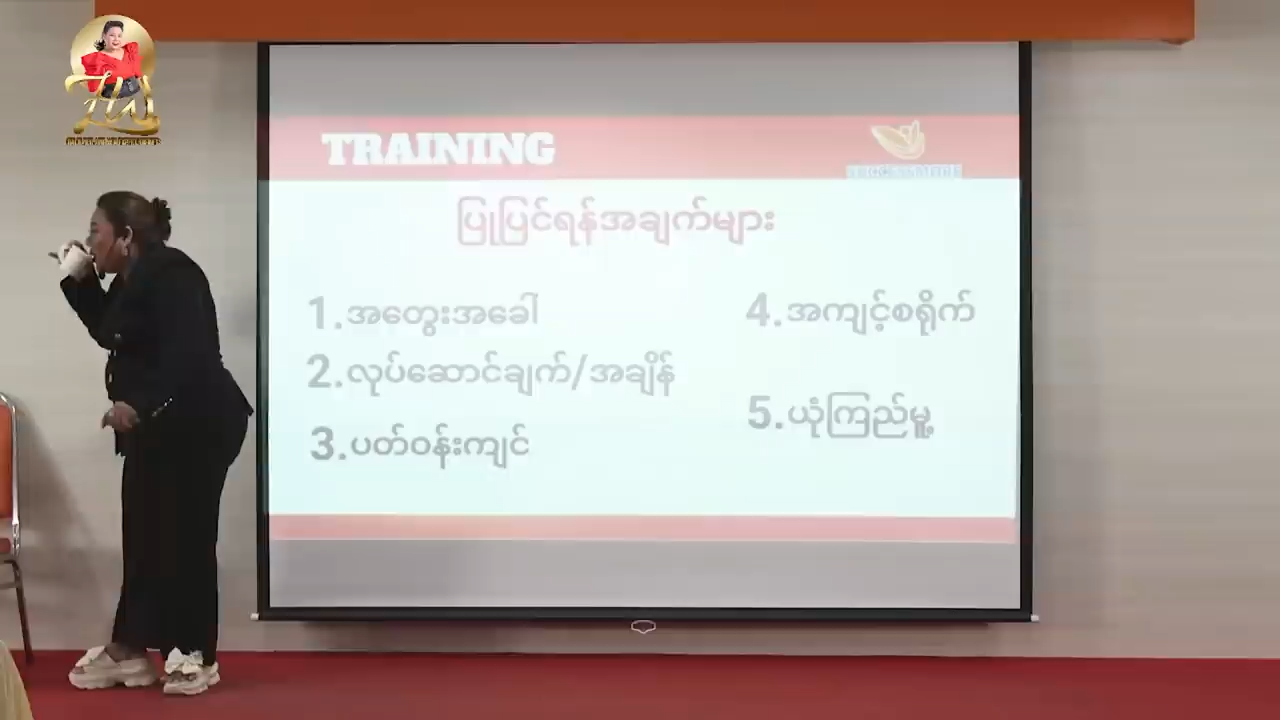 TRAINING
ပြုပြင်ရန်အချက်များ
1.အတွေးအခေါ်
2.လုပ်ဆောင်ချက်/အချိန်
3.ပတ်ဝန်းကျင်
4.အကျင့်စရိုက်
5.ယုံကြည်မှူ့